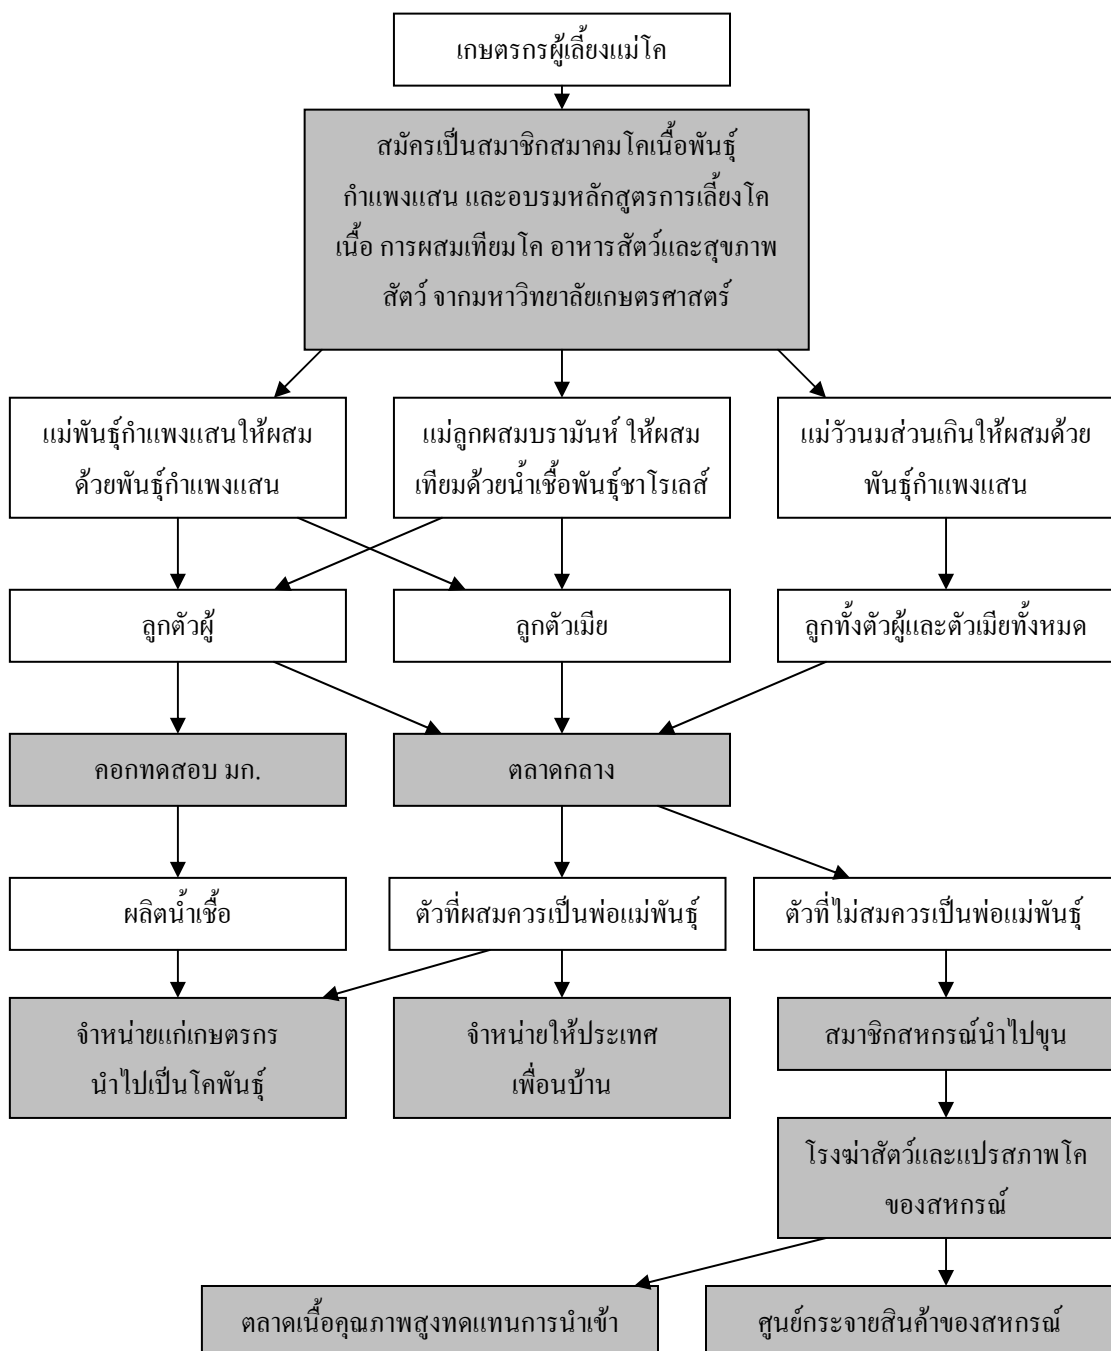 เกษตรกรผู้เลี้ยงแม่โค
สมัครเป็นสมาชิกสมาคมโคเนื้อพันธุ์
กำแพงแสน และอบรมหลักสูตรการเลี้ยงโค
เนื้อ การผสมเทียมโค อาหารสัตว์และสุขภาพ
สัตว์ จากมหาวิทยาลัยเกษตรศาสตร์
แม่พันธุ์กำแพงแสนให้ผสม
ด้วยพันธุ์กำแพงแสน
แม่ลูกผสมบรามันห์ ให้ผสม
เทียมด้วยน้ำเชื้อพันธุ์ชาโรเลส์
แม่วัวนมส่วนเกินให้ผสมด้วย
พันธุ์กำแพงแสน
ลูกตัวผู้
ลูกตัวเมีย
ลูกทั้งตัวผู้และตัวเมียทั้งหมด
คอกทดสอบ มก.
ตลาดกลาง
ผลิตน้ำเชื้อ
ตัวที่ผสมควรเป็นพ่อแม่พันธุ์
ตัวที่ไม่สมควรเป็นพ่อแม่พันธุ์
จำหน่ายแก่เกษตรกร
นำไปเป็นโคพันธุ์
จำหน่ายให้ประเทศ
เพื่อนบ้าน
สมาชิกสหกรณ์นำไปขุน
โรงฆ่าสัตว์และแปรสภาพโค
ของสหกรณ์
ตลาดเนื้อคุณภาพสูงทดแทนการนำเข้า
ศูนย์กระจายสินค้าของสหกรณ์